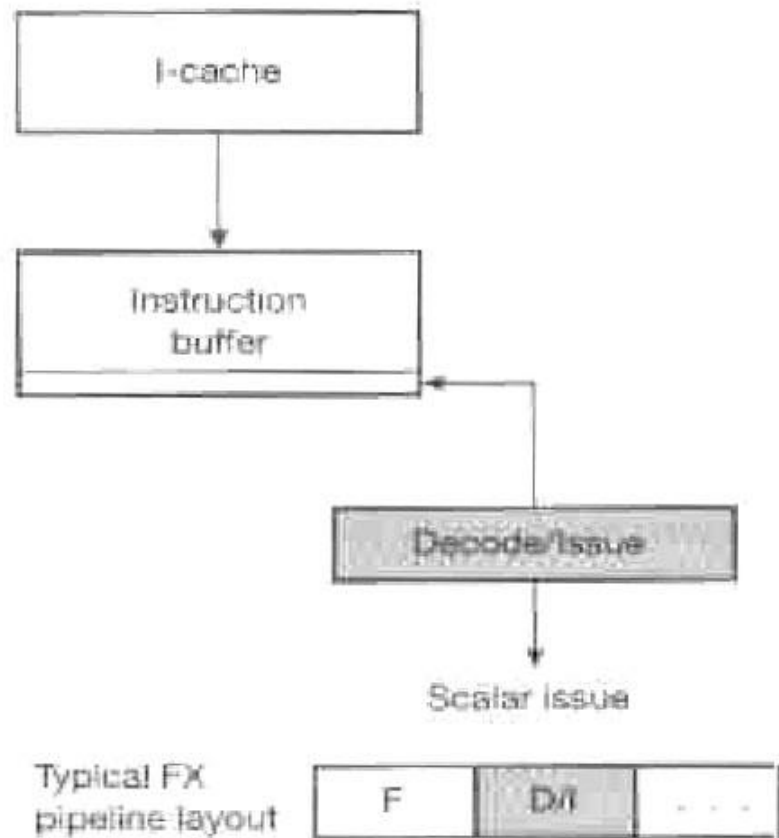 I-cache
Instruction
buffer
Decode/Issue
Scalar issue
Typical FX
pipeline layout
F
D/I
. . .